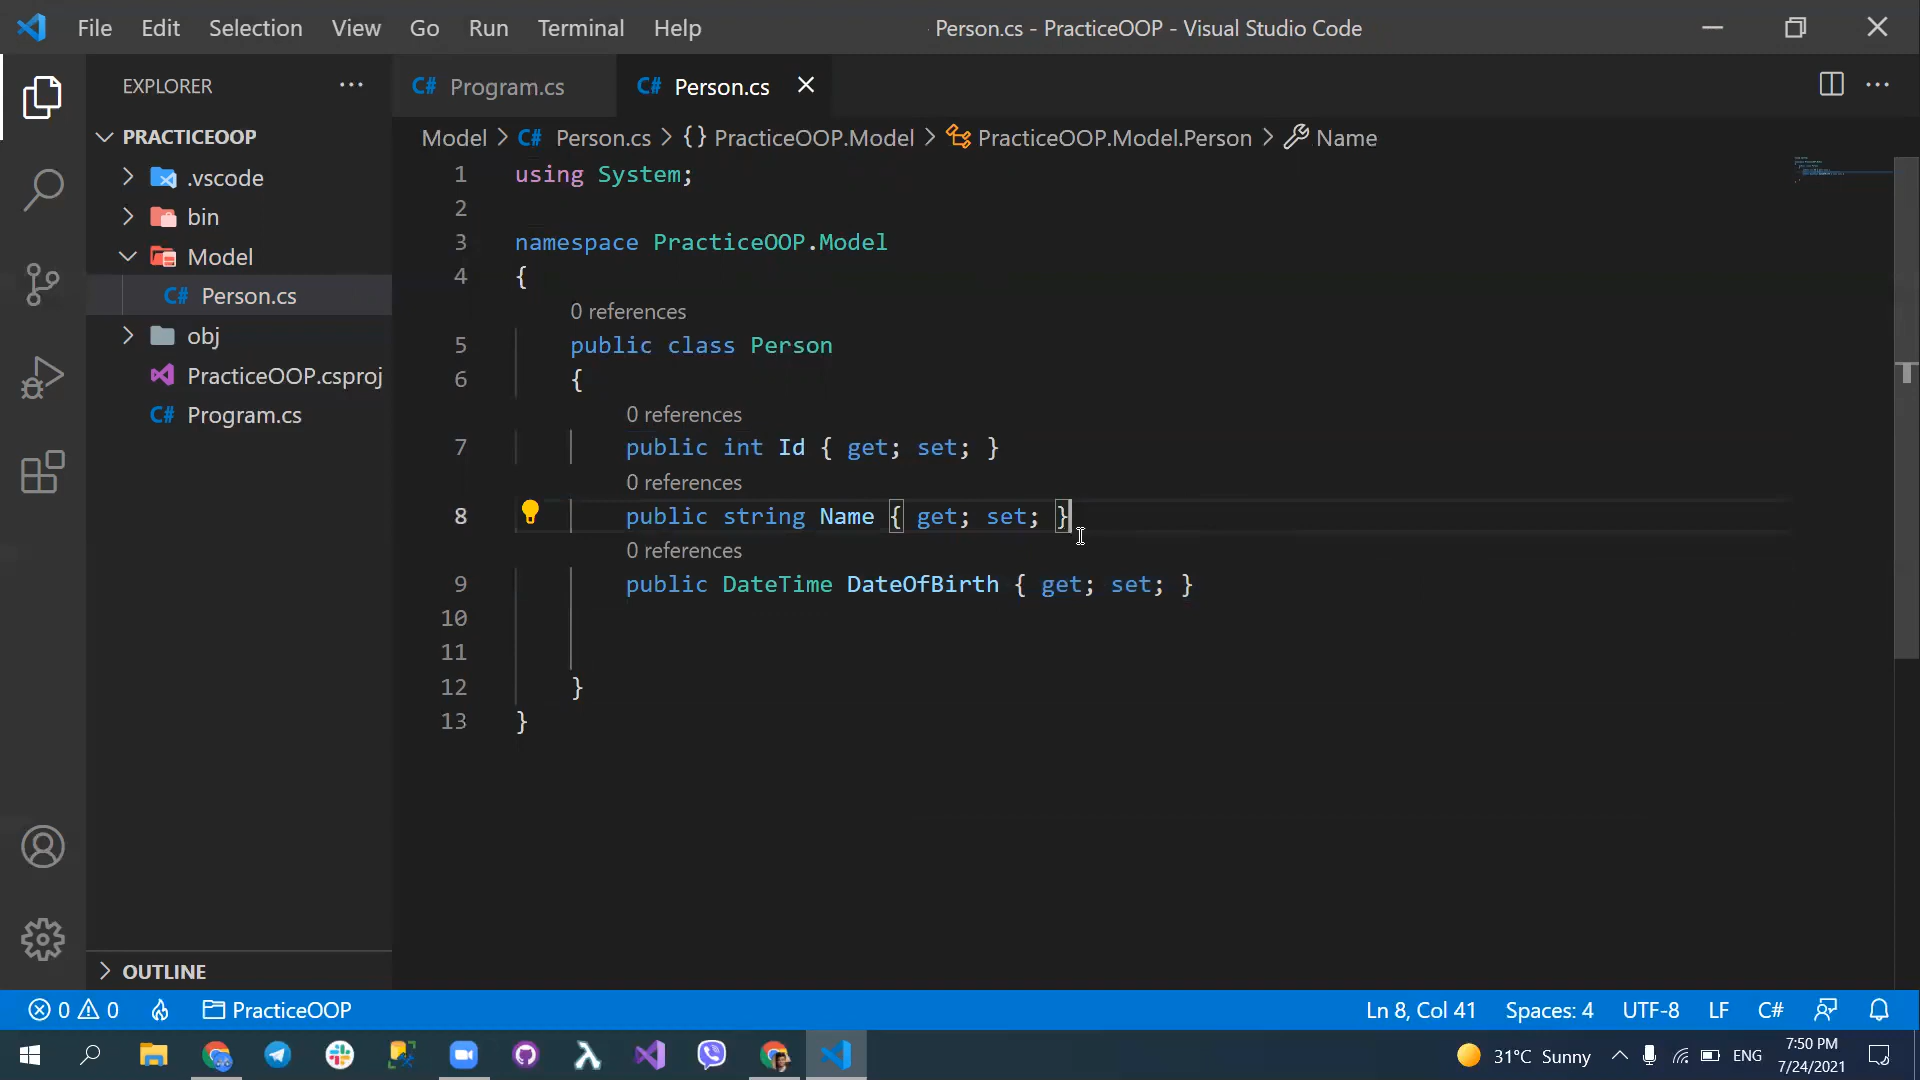 File Edit Selection View Go Run Terminal Help Person.cs - PracticeOOP - Visual Studio Code
EXPLORER ···
PRACTICEOOP
.vscode
bin
Model
C# Person.cs
obj
PracticeOOP.csproj
C# Program.cs
OUTLINE
C# Program.cs C# Person.cs
Model > C# Person.cs > {} PracticeOOP.Model > PracticeOOP.Model.Person > Name
1 using System;
2
3 namespace PracticeOOP.Model
4 {
0 references
5 public class Person
6 {
0 references
7 public int Id { get; set; }
0 references
8 public string Name { get; set; }
0 references
9 public DateTime DateOfBirth { get; set; }
10
11
12 }
13 }
0 0 PracticeOOP Ln 8, Col 41 Spaces: 4 UTF-8 LF C#
31°C Sunny ENG 7:50 PM
7/24/2021